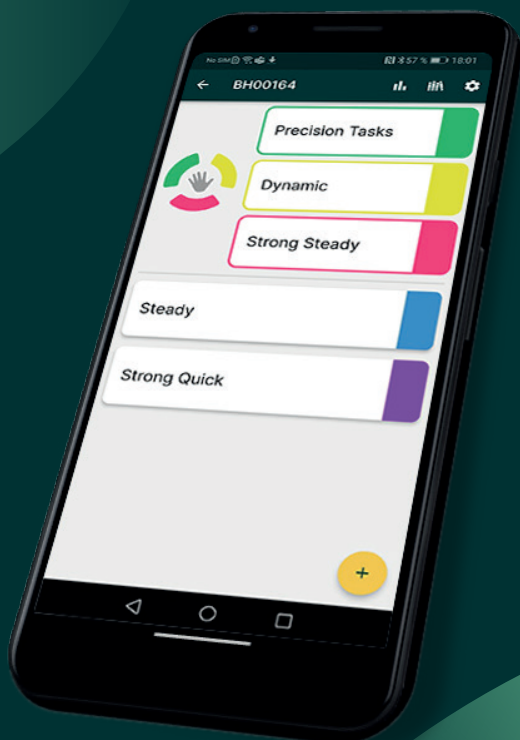 No SIM 57 % 18:01
BH00164
Precision Tasks
Dynamic
Strong Steady
Steady
Strong Quick
+